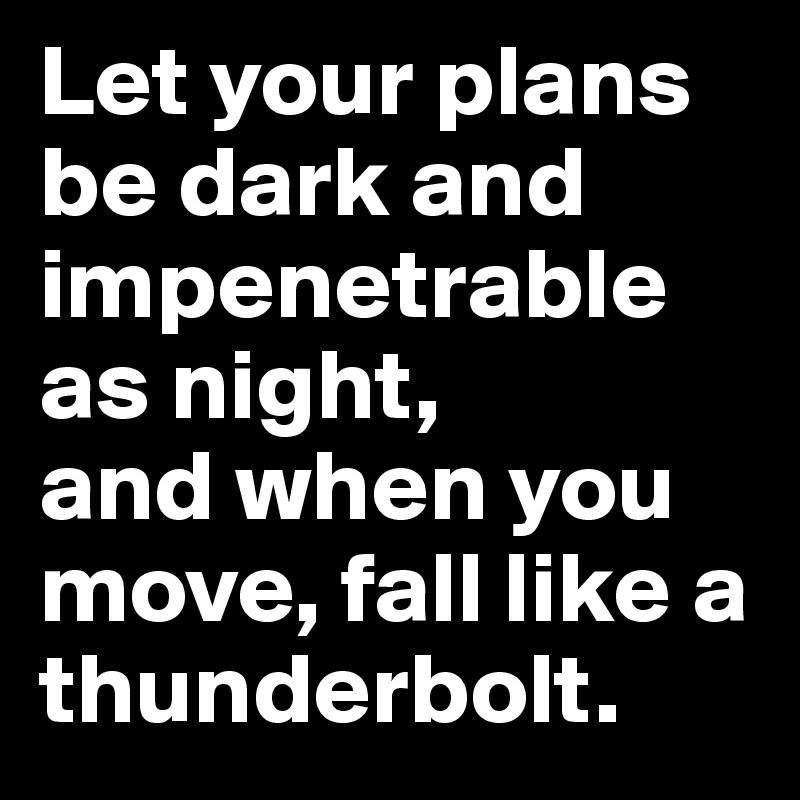 Let your plans
be dark and
impenetrable
as night,
and when you
move, fall like a
thunderbolt.